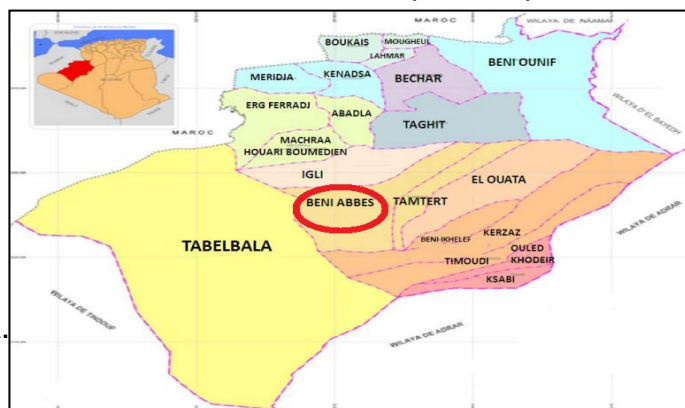 MAROC
WILAYA DE NAAMA
BOUKAIS
MOUGHEUL
LAHMAR
BENI OUNIF
MERIDJA
KENADSA
BECHAR
ERG FERRADJ
ABADLA
TAGHIT
WILAYA D'EL BAYEDH
MAROC
MACHRAA
HOUARI BOUMEDIEN
IGLI
EL OUATA
BENI ABBES
TAMTERT
TABELBALA
BENI IKHELEF
KERZAZ
OULED
KHODEIR
TIMOUDI
KSABI
WILAYA DE ADRAR
WILAYA DE TINDOUF
WILAYA DE ADRAR